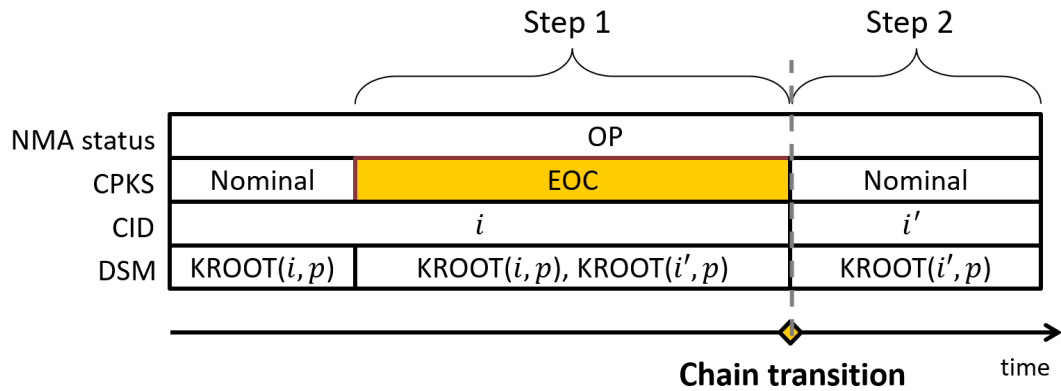 Step 1 Step 2
NMA status OP
CPKS Nominal EOC Nominal
CID i i′
DSM KROOT(i, p) KROOT(i, p), KROOT(i′, p) KROOT(i′, p)
Chain transition time